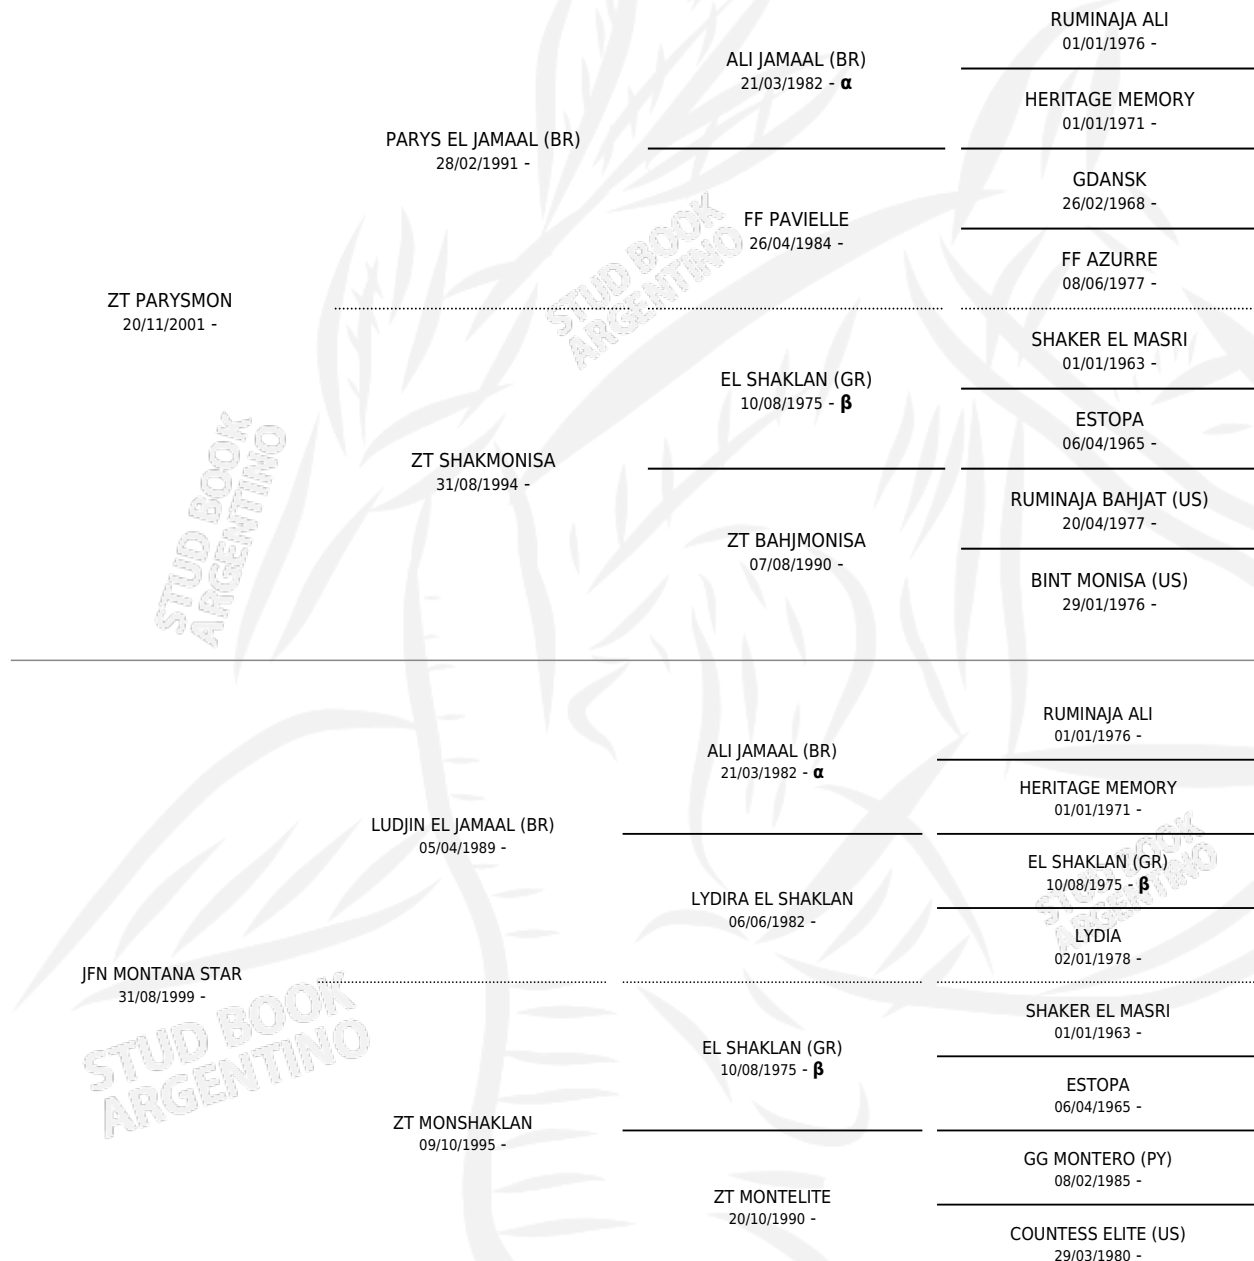 RUMINAJA ALI
01/01/1976 -
ALI JAMAAL (BR)
21/03/1982 - α
HERITAGE MEMORY
01/01/1971 -
PARYS EL JAMAAL (BR)
28/02/1991 -
GDANSK
26/02/1968 -
FF PAVIELLE
26/04/1984 -
FF AZURRE
08/06/1977 -
ZT PARYSMON
20/11/2001 -
SHAKER EL MASRI
01/01/1963 -
EL SHAKLAN (GR)
10/08/1975 - β
ESTOPA
06/04/1965 -
ZT SHAKMONISA
31/08/1994 -
RUMINAJA BAHJAT (US)
20/04/1977 -
ZT BAHJMONISA
07/08/1990 -
BINT MONISA (US)
29/01/1976 -
RUMINAJA ALI
01/01/1976 -
ALI JAMAAL (BR)
21/03/1982 - α
HERITAGE MEMORY
01/01/1971 -
LUDJIN EL JAMAAL (BR)
05/04/1989 -
EL SHAKLAN (GR)
10/08/1975 - β
LYDIRA EL SHAKLAN
06/06/1982 -
LYDIA
02/01/1978 -
JFN MONTANA STAR
31/08/1999 -
SHAKER EL MASRI
01/01/1963 -
EL SHAKLAN (GR)
10/08/1975 - β
ESTOPA
06/04/1965 -
ZT MONSHAKLAN
09/10/1995 -
GG MONTERO (PY)
08/02/1985 -
ZT MONTELITE
20/10/1990 -
COUNTESS ELITE (US)
29/03/1980 -
STUD BOOK
ARGENTINO
STUD BOOK
ARGENTINO
STUD BOOK
ARGENTINO
STUD BOOK
ARGENTINO